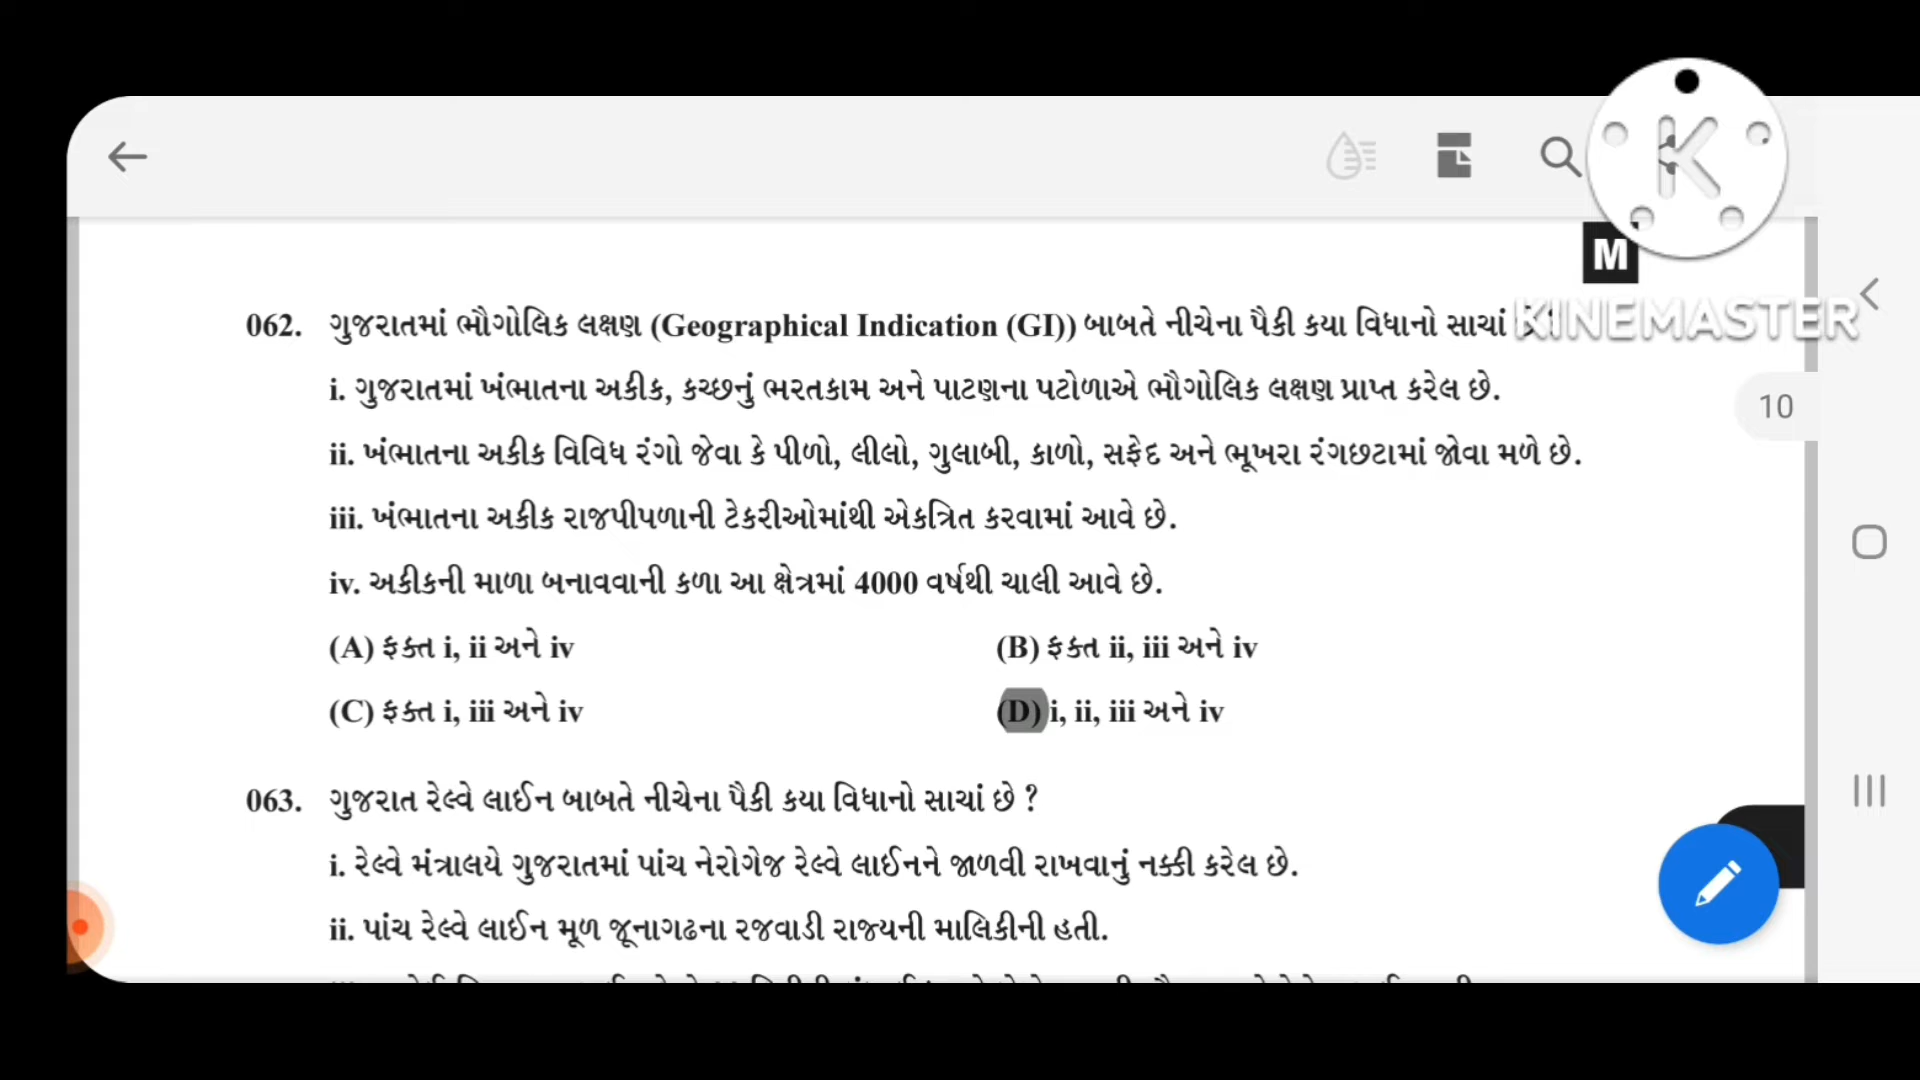 M
062. ગુજરાતમાં ભૌગોલિક લક્ષણ (Geographical Indication (GI)) બાબતે નીચેના પૈકી કયા વિધાનો સાચાં
KINEMASTER
i. ગુજરાતમાં ખંભાતના અકીક, કચ્છનું ભરતકામ અને પાટણના પટોળાએ ભૌગોલિક લક્ષણ પ્રાપ્ત કરેલ છે.
10
ii. ખંભાતના અકીક વિવિધ રંગો જેવા કે પીળો, લીલો, ગુલાબી, કાળો, સફેદ અને ભૂખરા રંગછટામાં જોવા મળે છે.
iii. ખંભાતના અકીક રાજપીપળાની ટેકરીઓમાંથી એકત્રિત કરવામાં આવે છે.
iv. અકીકની માળા બનાવવાની કળા આ ક્ષેત્રમાં 4000 વર્ષથી ચાલી આવે છે.
(A) ફક્ત i, ii અને iv (B) ફક્ત ii, iii અને iv
(C) ફક્ત i, iii અને iv (D) i, ii, iii અને iv
063. ગુજરાત રેલ્વે લાઈન બાબતે નીચેના પૈકી કયા વિધાનો સાચાં છે ?
i. રેલ્વે મંત્રાલયે ગુજરાતમાં પાંચ નેરોગેજ રેલ્વે લાઈનને જાળવી રાખવાનું નક્કી કરેલ છે.
ii. પાંચ રેલ્વે લાઈન મૂળ જૂનાગઢના રજવાડી રાજ્યની માલિકીની હતી.